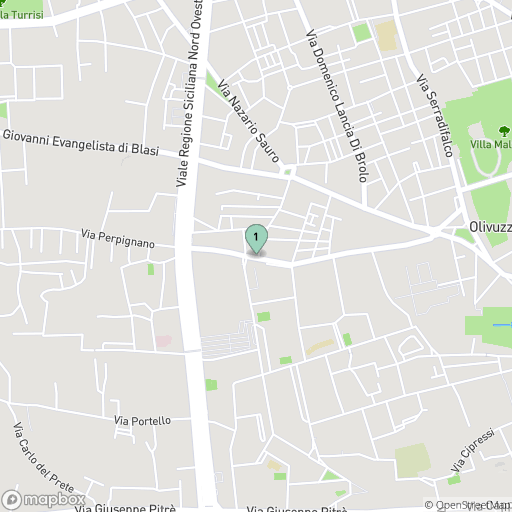 la Turrisi
Viale Regione Siciliana Nord Ovest
Via Domenico Lancia Di Brolo
Via Serradifalco
Via Nazario Sauro
Giovanni Evangelista di Blasi
Villa Mal
Olivuzz
Via Perpignano
1
Via Portello
Via Carlo del Prete
Via Cipressi
Via Giuseppe Pitrè
Via Giuseppe Pitrè
mapbox
© OpenStreetMap